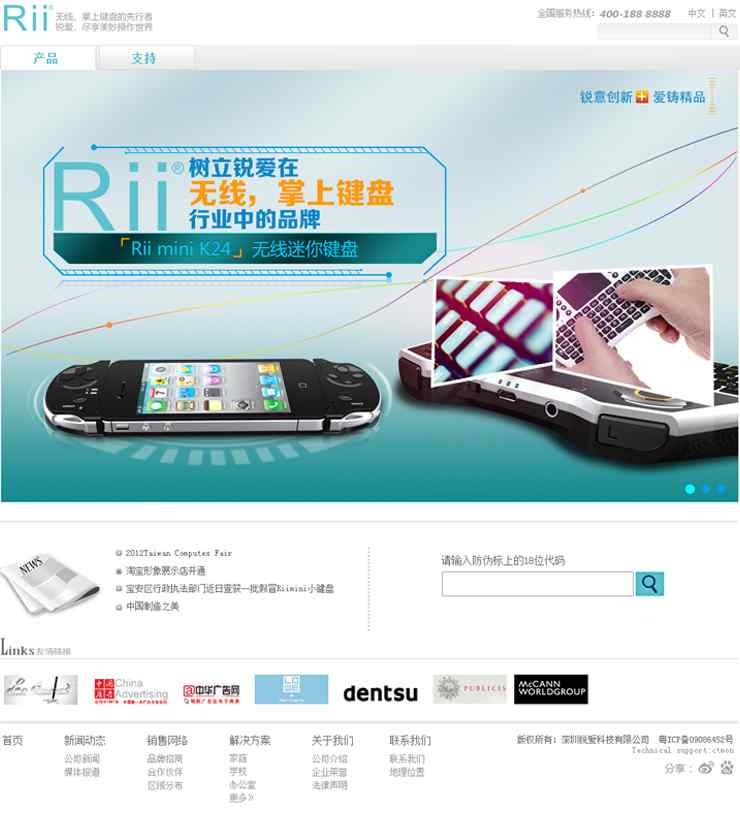 Rii®
无线、掌上键盘的先行者
锐爱、尽享美妙操作世界
全国服务热线: 400-188 8888
中文 | 英文
产品
支持
锐意创新 + 爱铸精品
Rii®
树立锐爱在
无线，掌上键盘
行业中的品牌
「Rii mini K24」无线迷你键盘
NEWS
2012Taiwan Computex Fair
淘宝形象展示店开通
宝安区行政执法部门近日查获一批假冒Riimini小键盘
中国制造之美
请输入防伪标上的18位代码
Links友情链接
China
Advertising
中华广告网
dentsu
PUBLICIS
McCANN
WORLDGROUP
首页
新闻动态
公司新闻
媒体报道
销售网络
品牌招商
合作伙伴
区域分布
解决方案
家庭
学校
办公室
更多》
关于我们
公司介绍
企业荣誉
法律声明
联系我们
联系我们
地理位置
版权所有: 深圳锐爱科技有限公司 粤ICP备09086452号
Technical support:ctmon
分享：